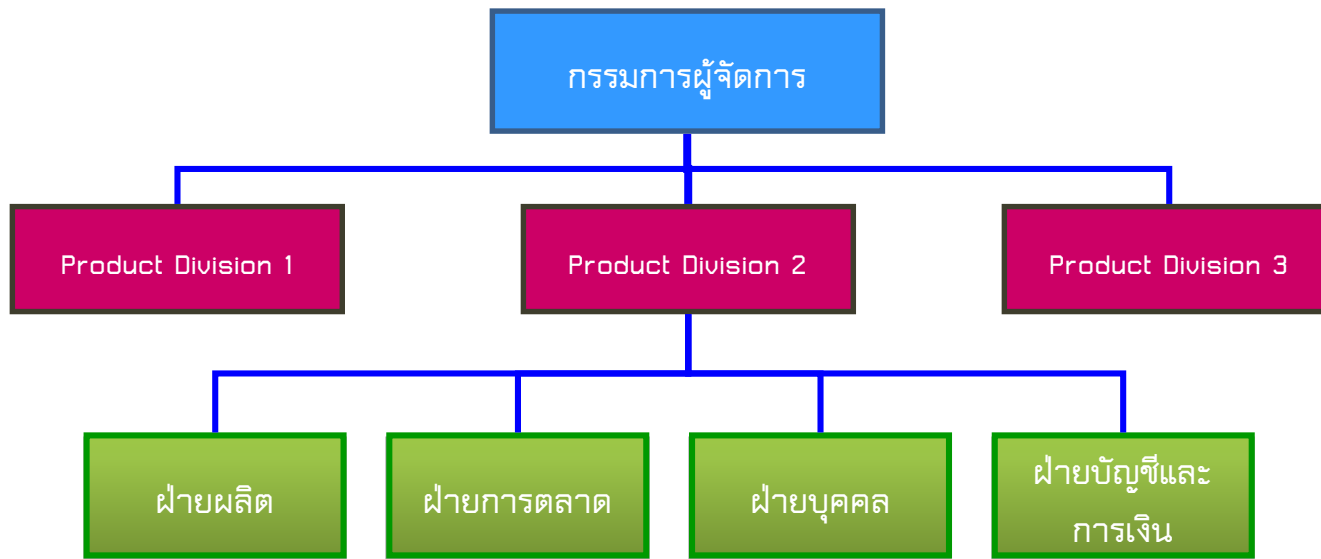 กรรมการผู้จัดการ
Product Division 1
Product Division 2
Product Division 3
ฝ่ายผลิต
ฝ่ายการตลาด
ฝ่ายบุคคล
ฝ่ายบัญชีและ
การเงิน